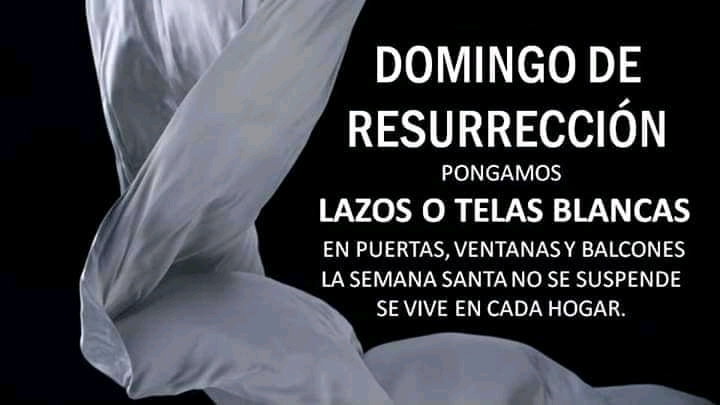 DOMINGO DE
RESURRECCIÓN
PONGAMOS
LAZOS O TELAS BLANCAS
EN PUERTAS, VENTANAS Y BALCONES
LA SEMANA SANTA NO SE SUSPENDE
SE VIVE EN CADA HOGAR.